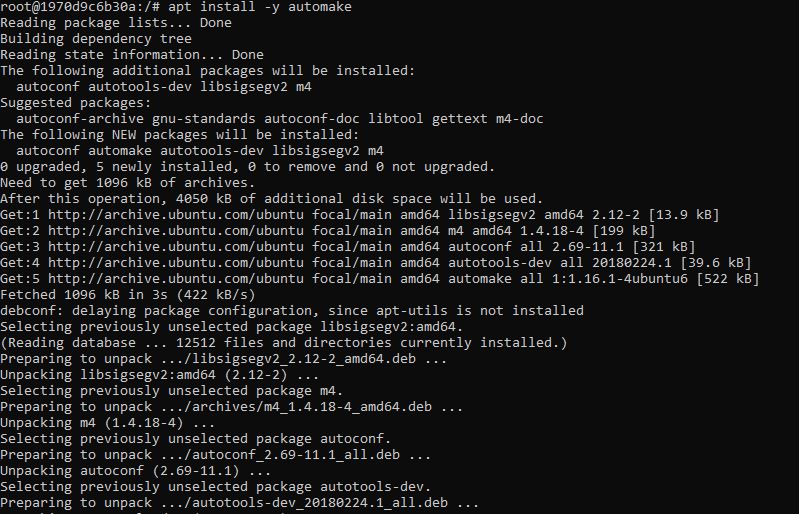 root@1970d9c6b30a:/# apt install -y automake
Reading package lists... Done
Building dependency tree
Reading state information... Done
The following additional packages will be installed:
  autoconf autotools-dev libsigsegv2 m4
Suggested packages:
  autoconf-archive gnu-standards autoconf-doc libtool gettext m4-doc
The following NEW packages will be installed:
  autoconf automake autotools-dev libsigsegv2 m4
0 upgraded, 5 newly installed, 0 to remove and 0 not upgraded.
Need to get 1096 kB of archives.
After this operation, 4050 kB of additional disk space will be used.
Get:1 http://archive.ubuntu.com/ubuntu focal/main amd64 libsigsegv2 amd64 2.12-2 [13.9 kB]
Get:2 http://archive.ubuntu.com/ubuntu focal/main amd64 m4 amd64 1.4.18-4 [199 kB]
Get:3 http://archive.ubuntu.com/ubuntu focal/main amd64 autoconf all 2.69-11.1 [321 kB]
Get:4 http://archive.ubuntu.com/ubuntu focal/main amd64 autotools-dev all 20180224.1 [39.6 kB]
Get:5 http://archive.ubuntu.com/ubuntu focal/main amd64 automake all 1:1.16.1-4ubuntu6 [522 kB]
Fetched 1096 kB in 3s (422 kB/s)
debconf: delaying package configuration, since apt-utils is not installed
Selecting previously unselected package libsigsegv2:amd64.
(Reading database ... 12512 files and directories currently installed.)
Preparing to unpack .../libsigsegv2_2.12-2_amd64.deb ...
Unpacking libsigsegv2:amd64 (2.12-2) ...
Selecting previously unselected package m4.
Preparing to unpack .../archives/m4_1.4.18-4_amd64.deb ...
Unpacking m4 (1.4.18-4) ...
Selecting previously unselected package autoconf.
Preparing to unpack .../autoconf_2.69-11.1_all.deb ...
Unpacking autoconf (2.69-11.1) ...
Selecting previously unselected package autotools-dev.
Preparing to unpack .../autotools-dev_20180224.1_all.deb ...